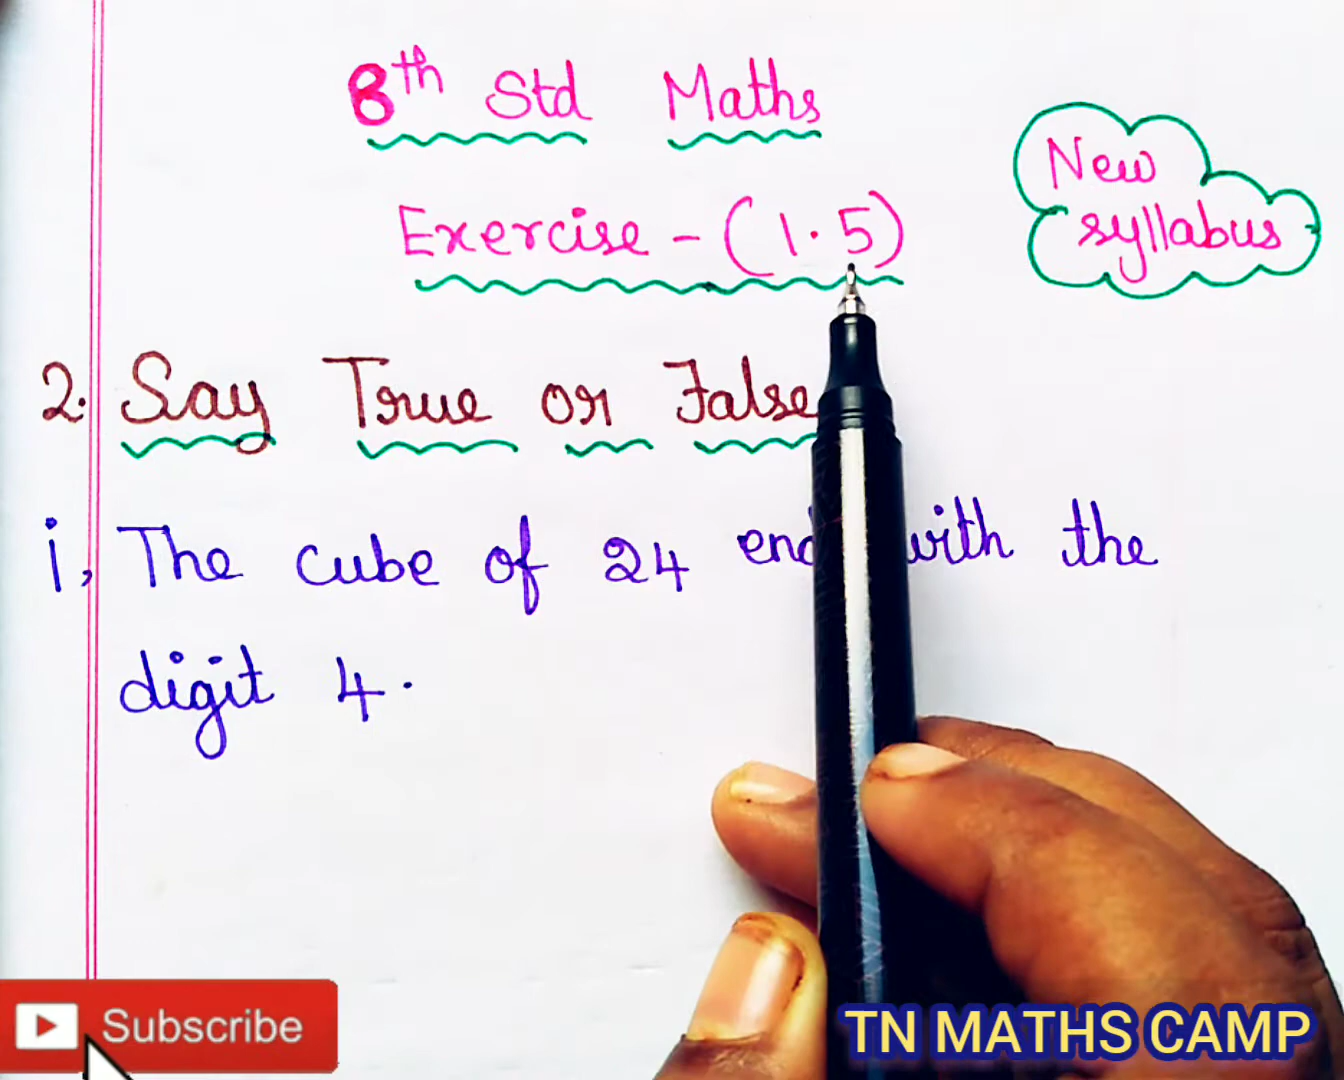 8th Std Maths
Exercise - (1.5)
New
syllabus
2. Say True or False
i, The cube of 24 with the
digit 4.
Subscribe
TN MATHS CAMP